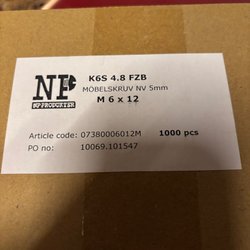 K6S 4.8 FZB
MÖBELSKRUV NV 5mm
M 6 x 12
NP
NP PRODUKTER
Article code: 07380006012M 1000 pcs
PO no: 10069.101547